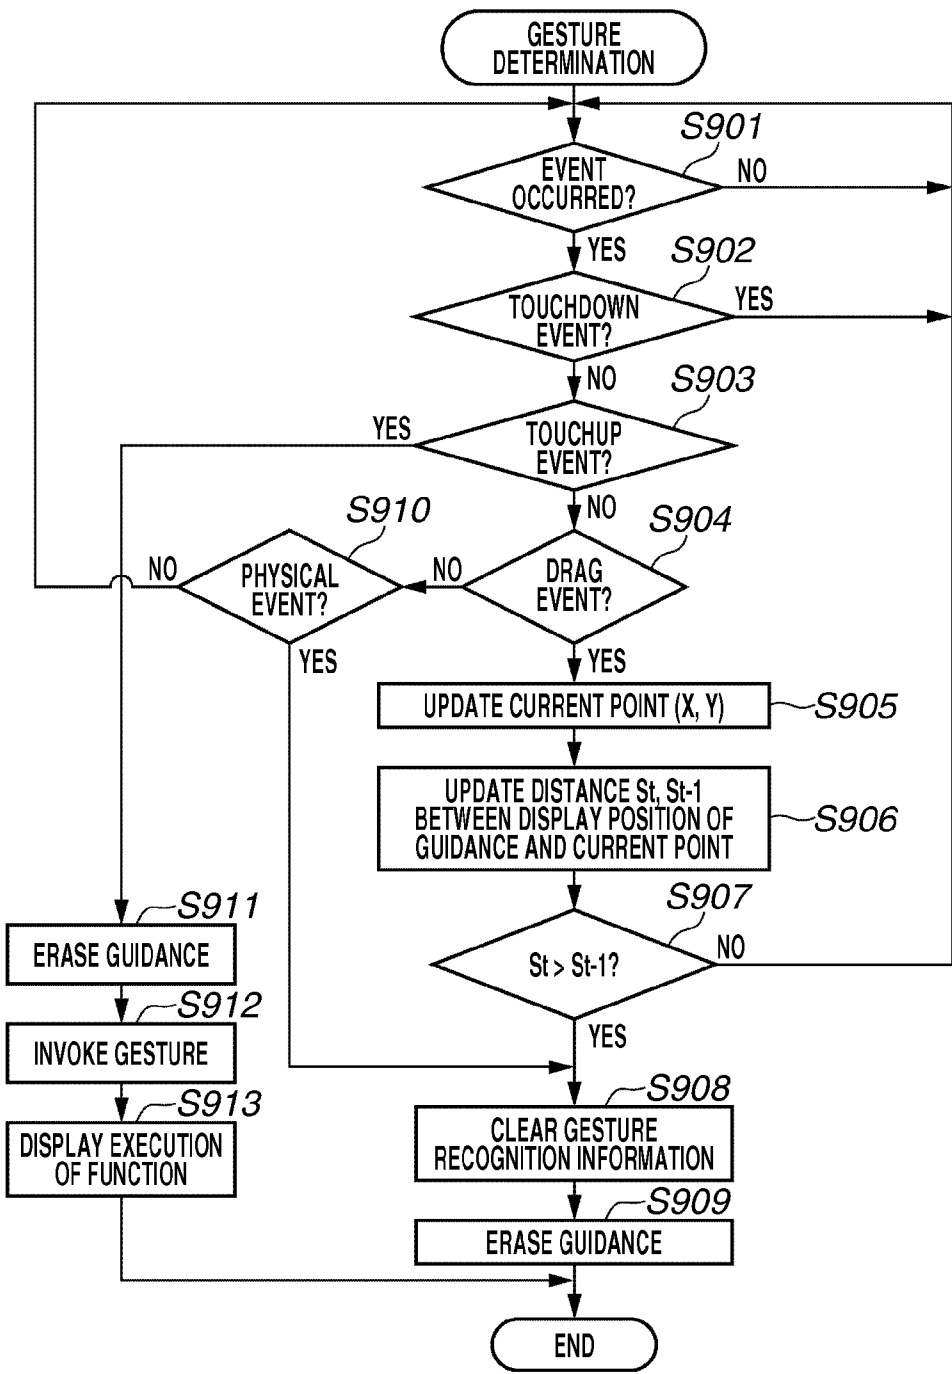 GESTURE
DETERMINATION
S901
EVENT
OCCURRED?
NO
YES
S902
TOUCHDOWN
EVENT?
YES
NO
S903
TOUCHUP
EVENT?
YES
NO
S904
DRAG
EVENT?
NO
YES
S910
PHYSICAL
EVENT?
NO
YES
UPDATE CURRENT POINT (X, Y)
S905
UPDATE DISTANCE St, St-1
BETWEEN DISPLAY POSITION OF
GUIDANCE AND CURRENT POINT
S906
S907
St > St-1?
NO
YES
S911
ERASE GUIDANCE
S912
INVOKE GESTURE
S913
DISPLAY EXECUTION
OF FUNCTION
S908
CLEAR GESTURE
RECOGNITION INFORMATION
S909
ERASE GUIDANCE
END